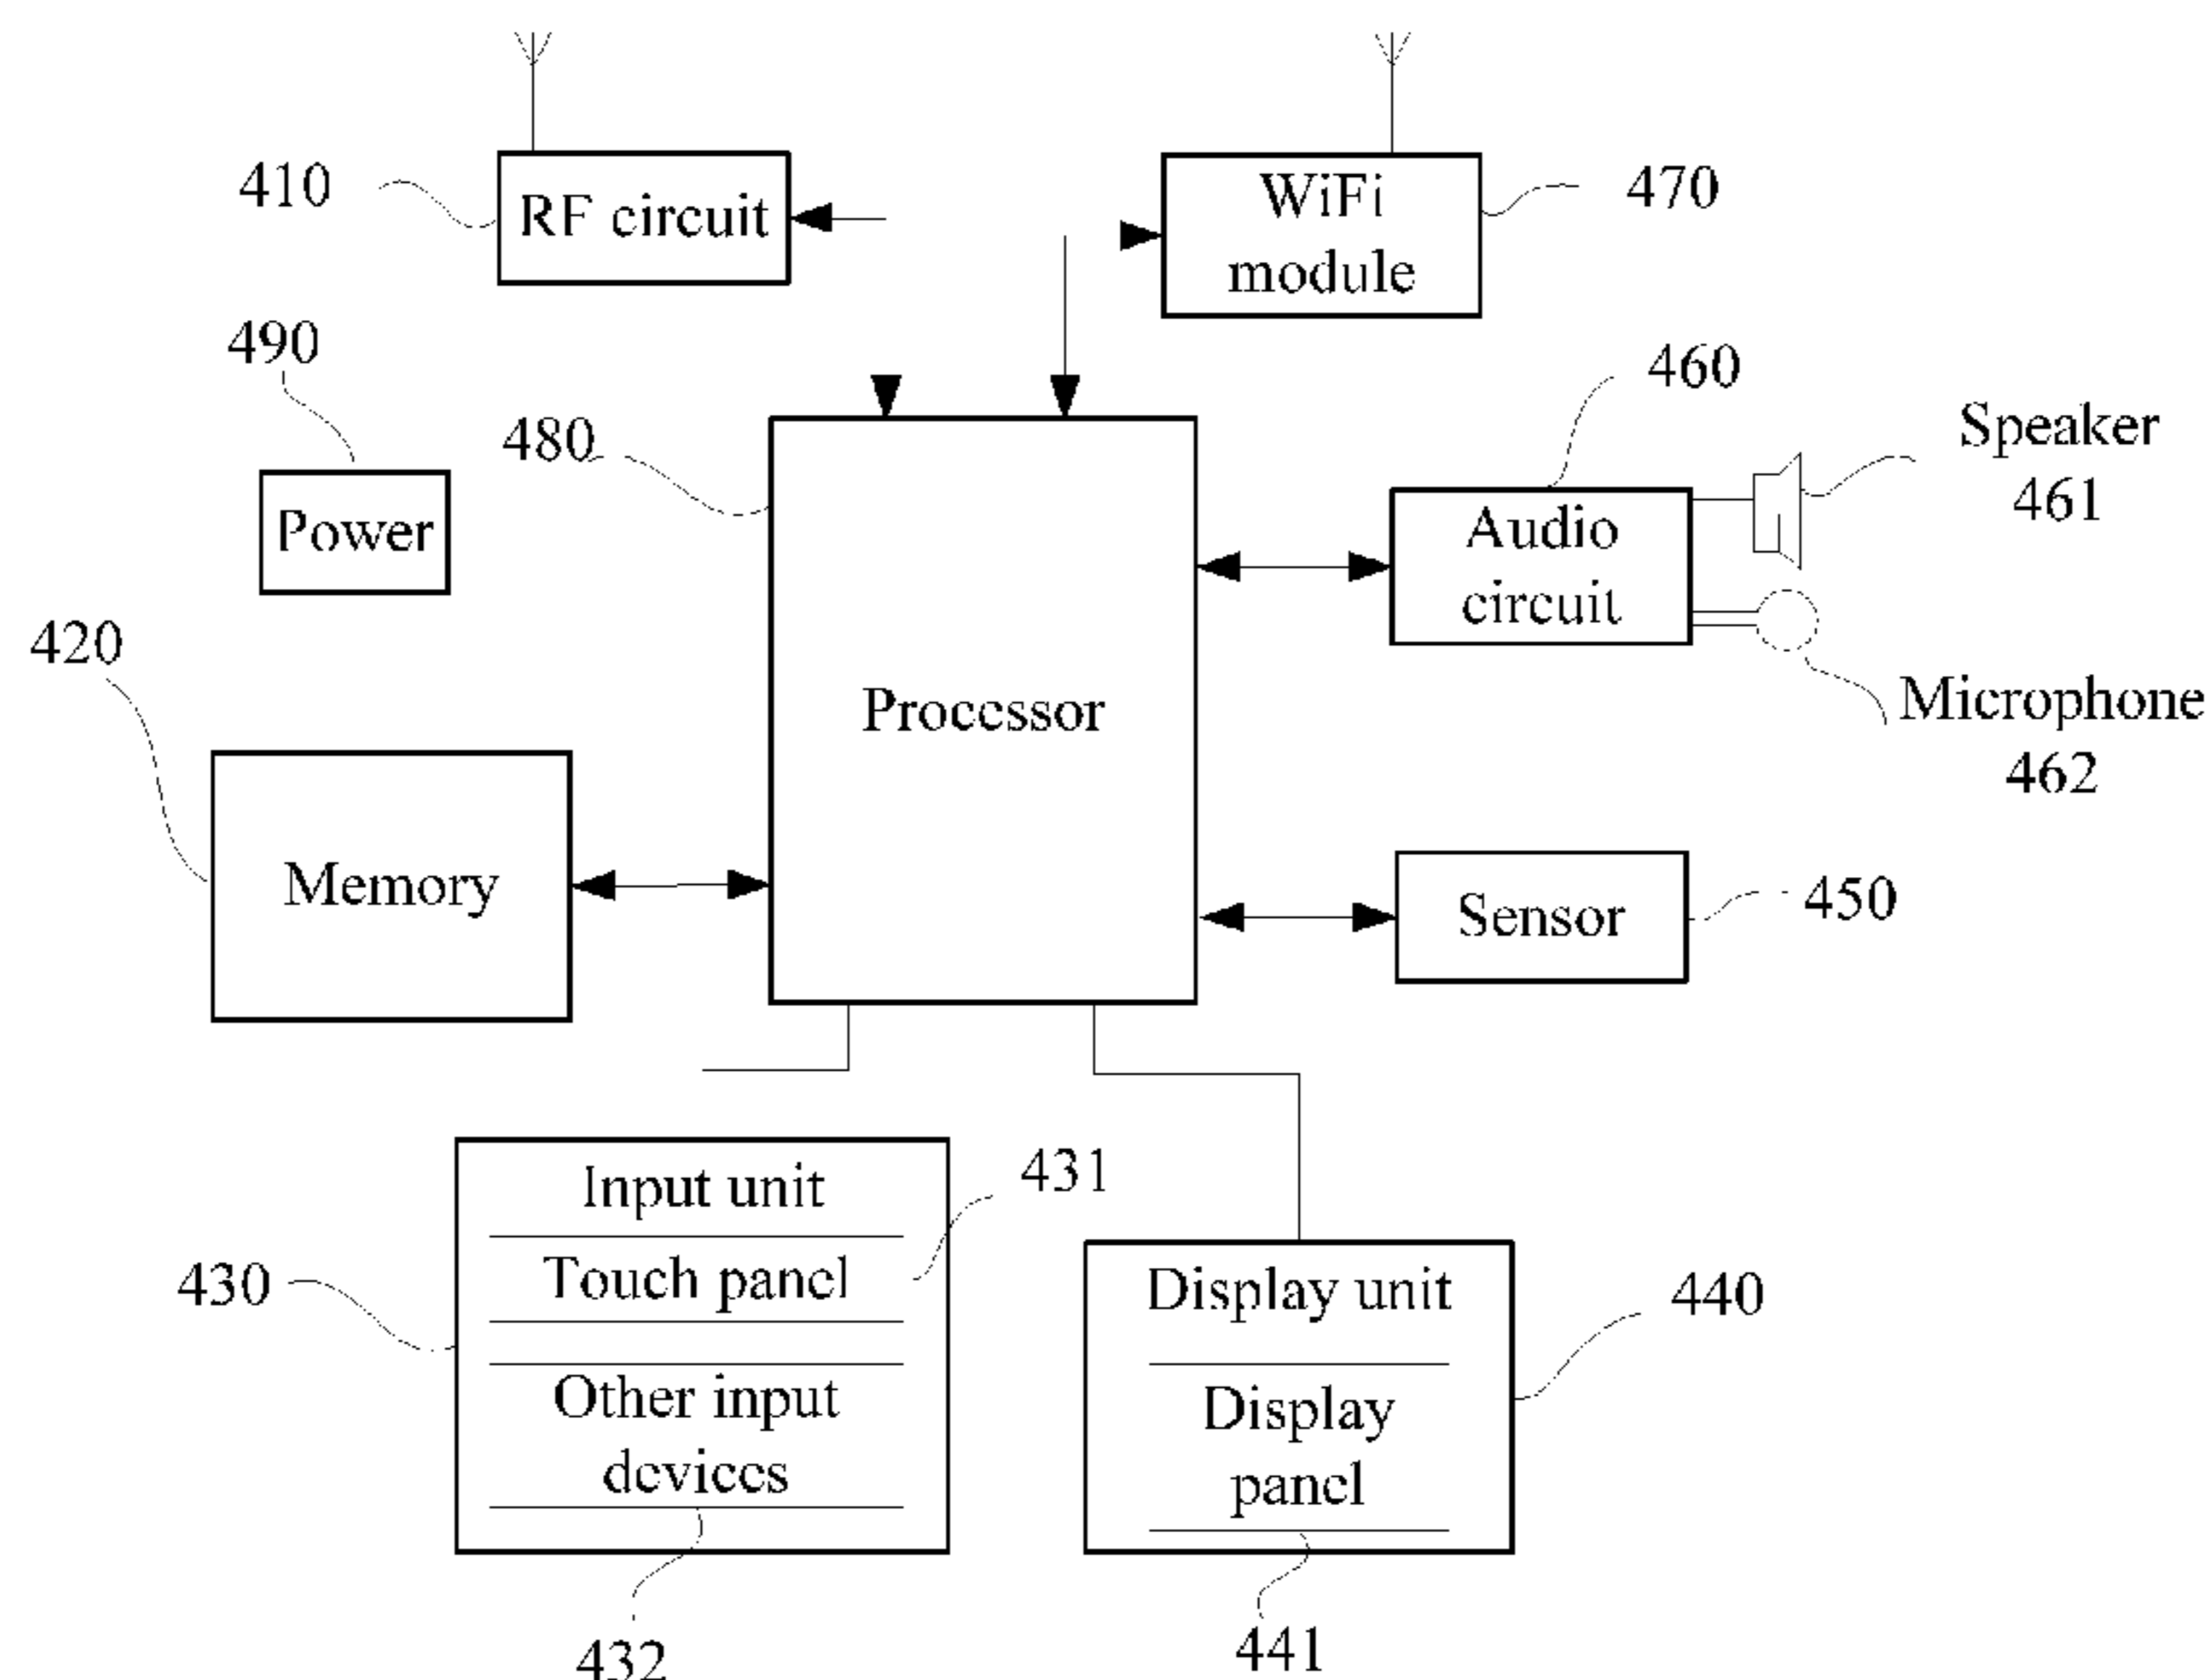 410
RF circuit
WiFi
module
470
490
Power
480
Processor
460
Audio
circuit
Speaker
461
Microphone
462
420
Memory
Sensor
450
Input unit
Touch panel
Other input
devices
430
431
432
Display unit
Display
panel
440
441